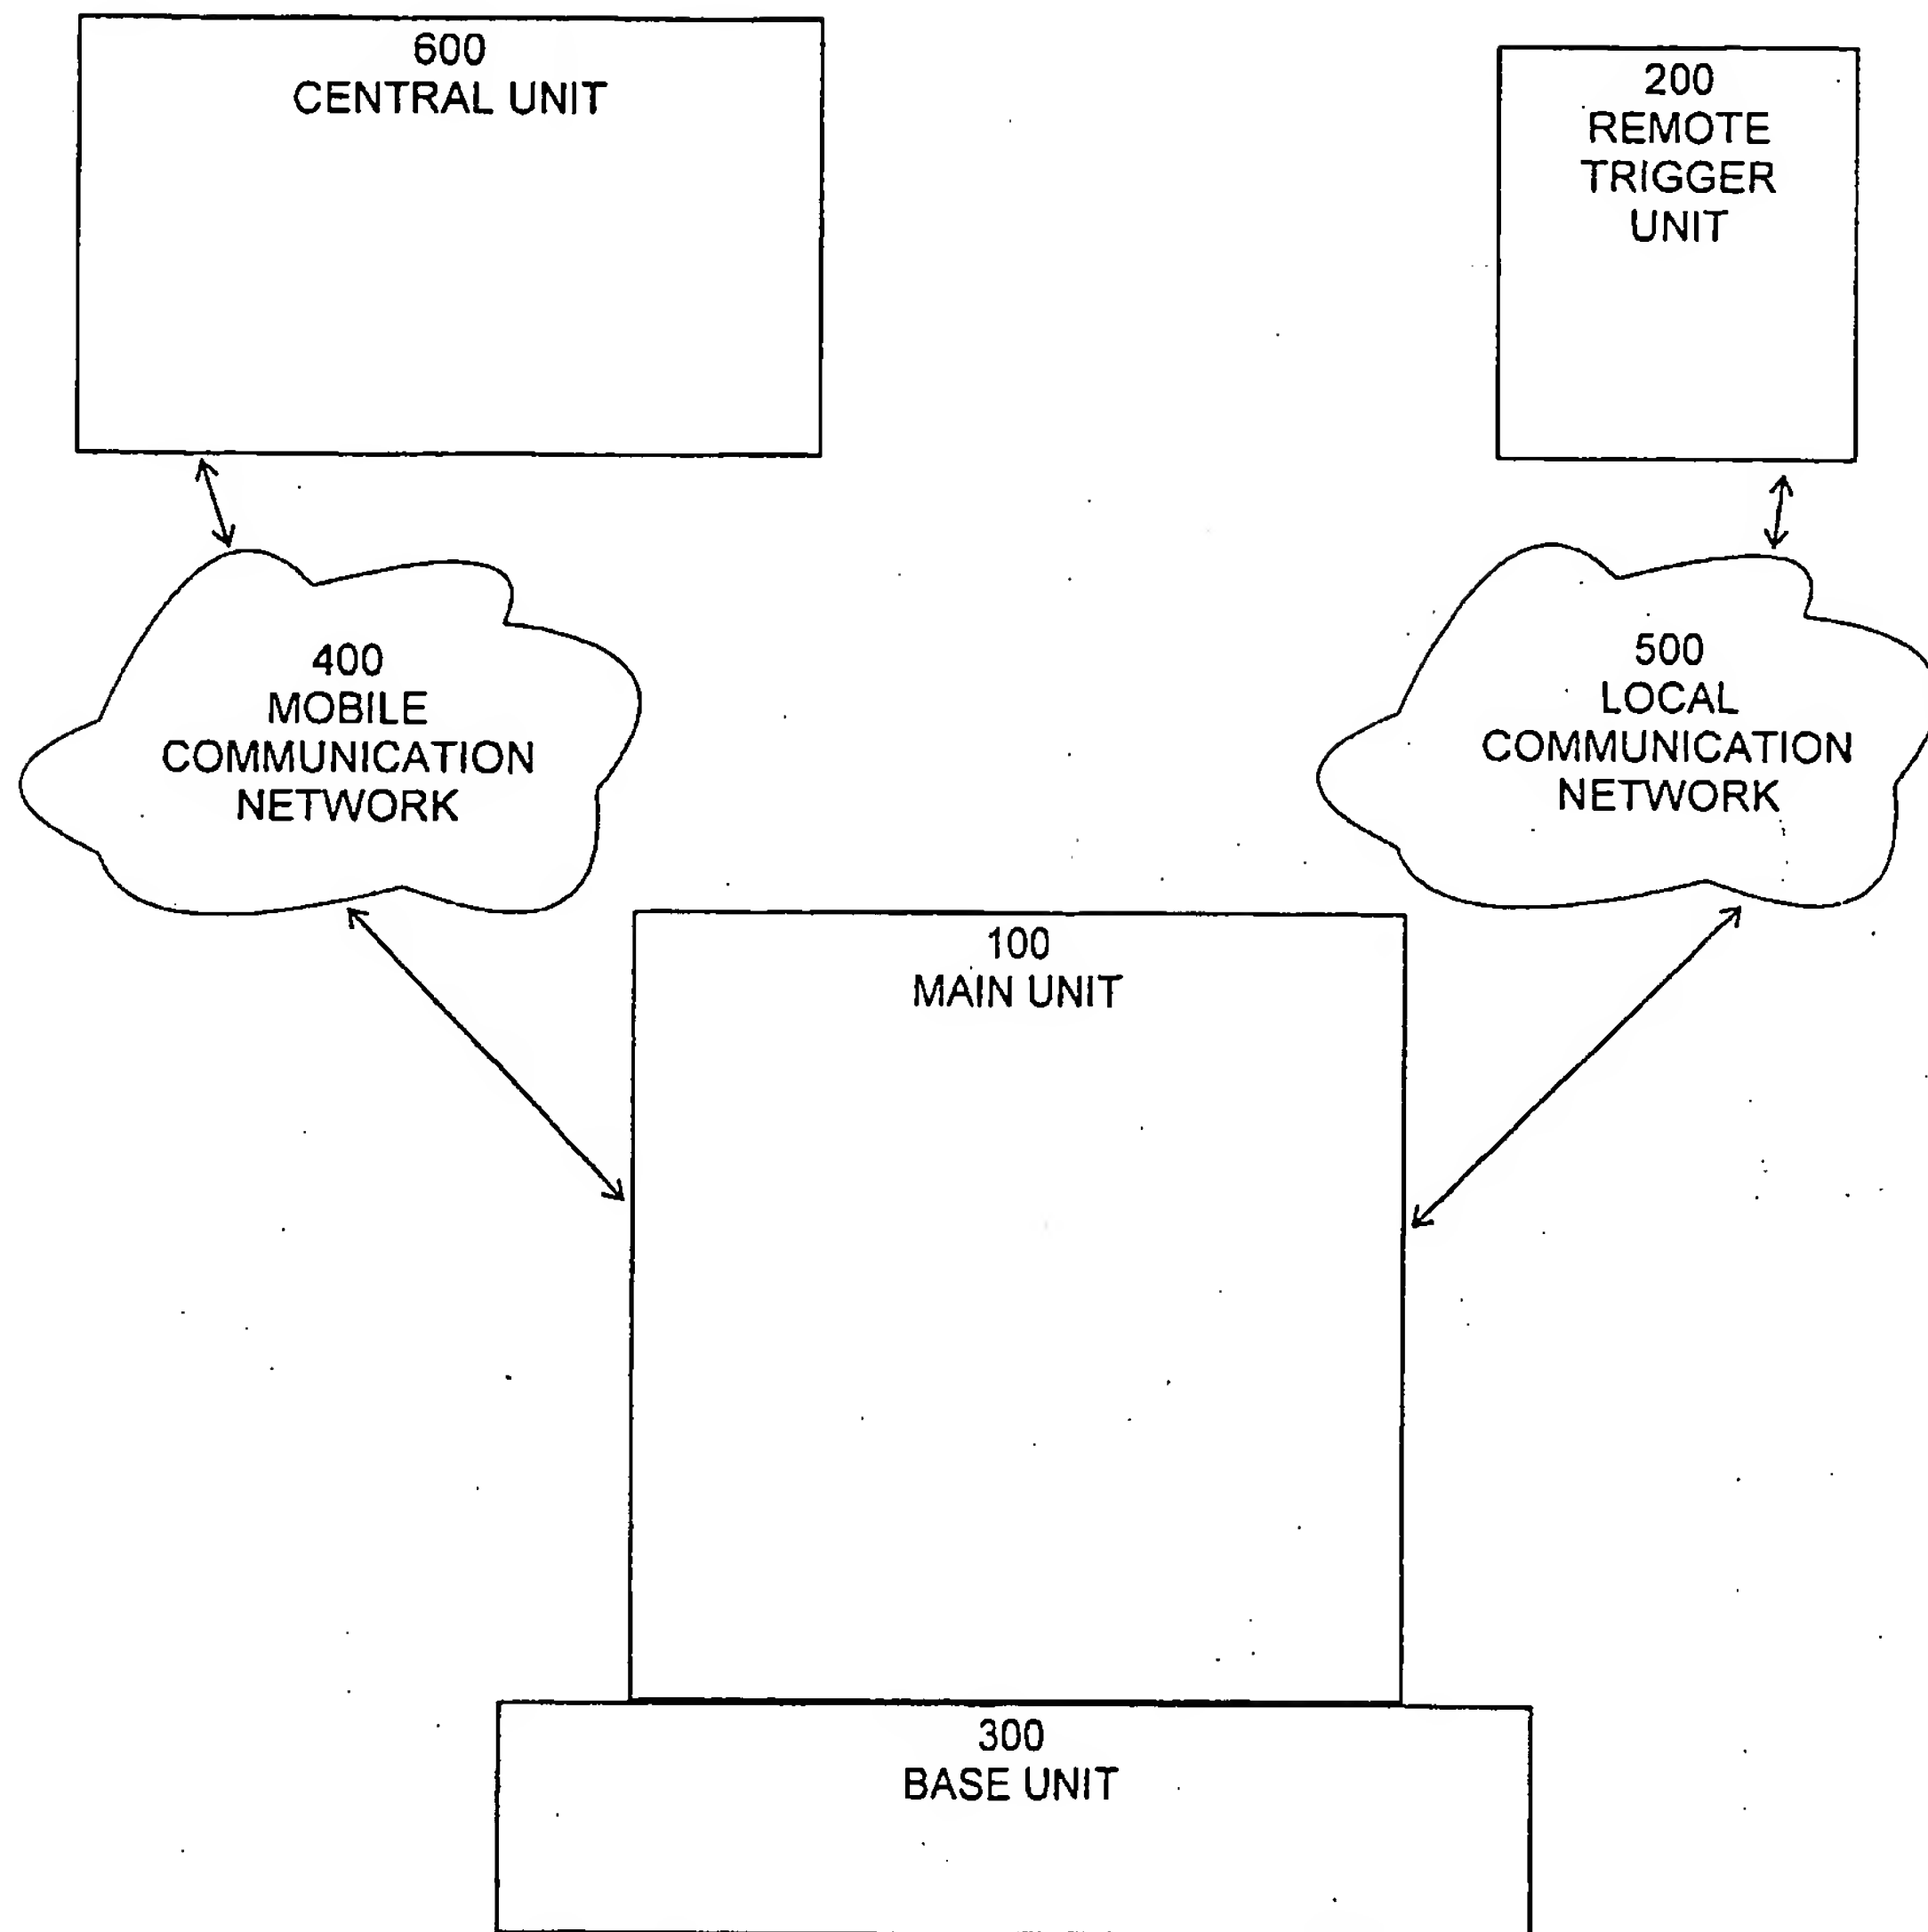 600
CENTRAL UNIT
200
REMOTE
TRIGGER
UNIT
400
MOBILE
COMMUNICATION
NETWORK
500
LOCAL
COMMUNICATION
NETWORK
100
MAIN UNIT
300
BASE UNIT